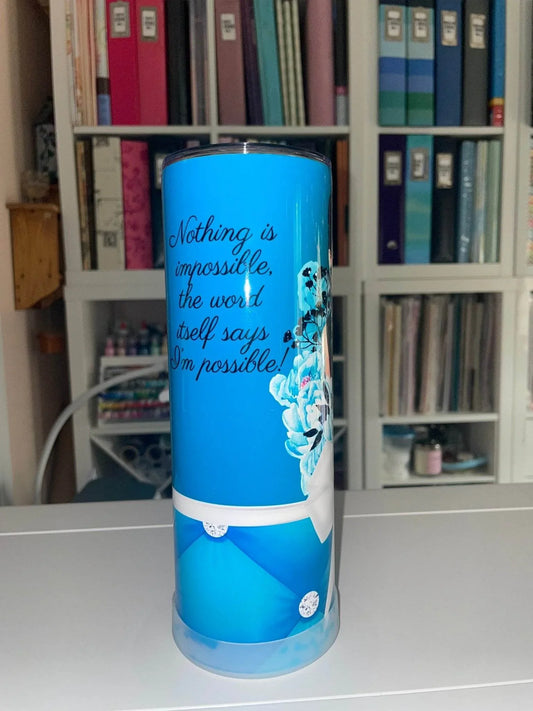 Nothing is
impossible,
the word
itself says
I'm possible!